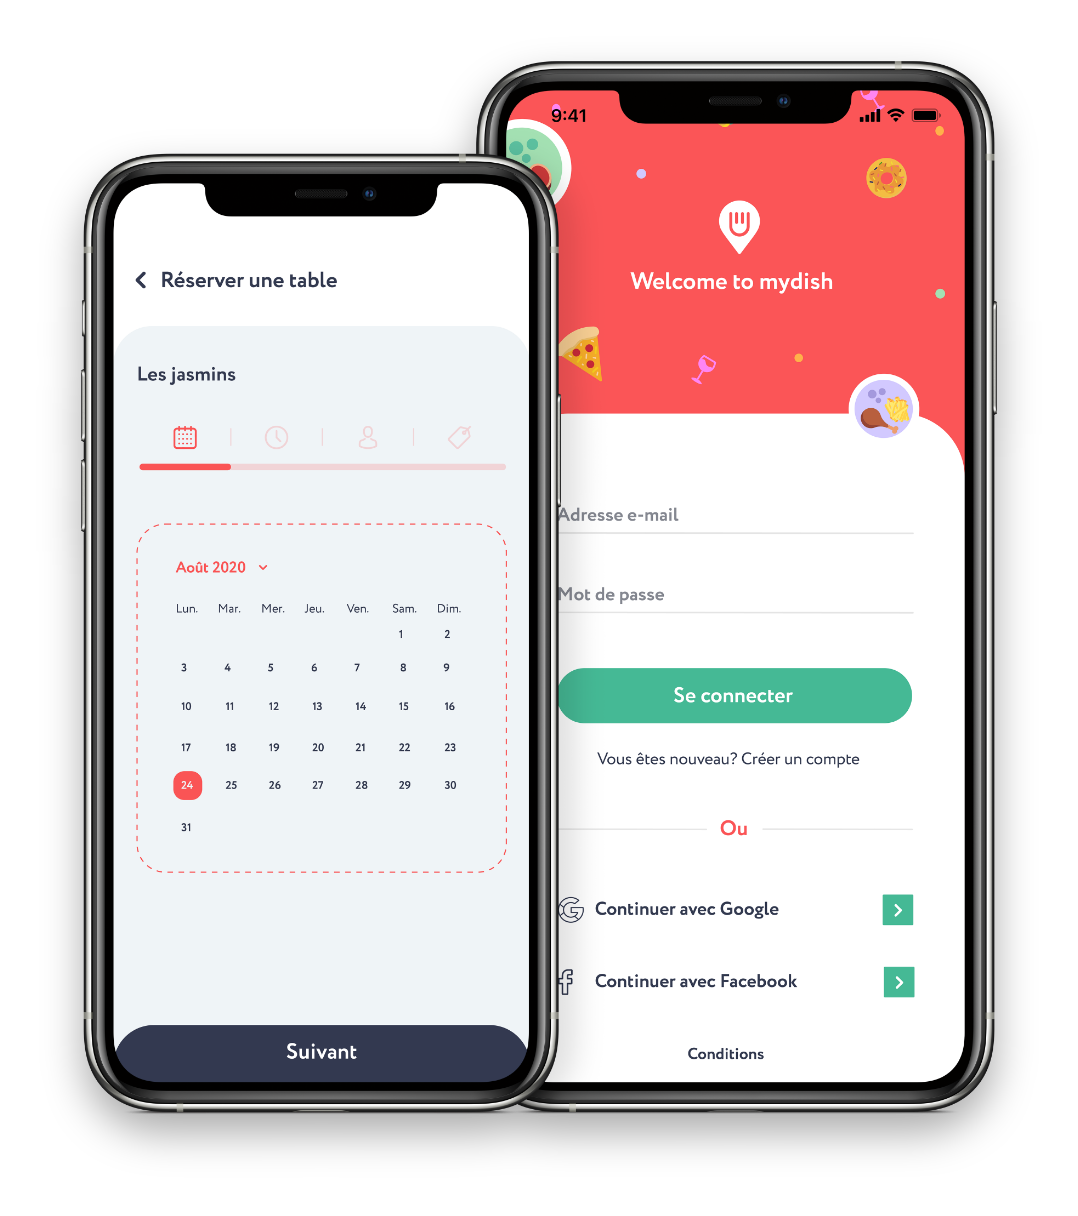 Réserver une table
Les jasmins
Août 2020
Lun. Mar. Mer. Jeu. Ven. Sam. Dim.
1 2
3 4 5 6 7 8 9
10 11 12 13 14 15 16
17 18 19 20 21 22 23
24 25 26 27 28 29 30
31
Suivant
9:41
Welcome to mydish
Adresse e-mail
Mot de passe
Se connecter
Vous êtes nouveau? Créer un compte
Ou
G Continuer avec Google
f Continuer avec Facebook
Conditions